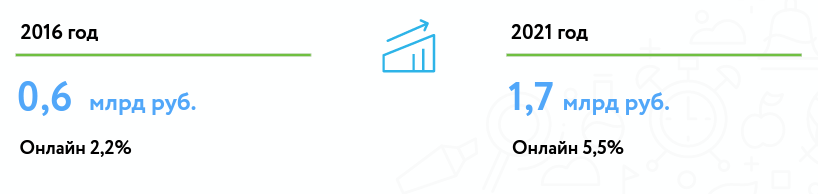 2016 год
0,6 млрд руб.
Онлайн 2,2%
2021 год
1,7 млрд руб.
Онлайн 5,5%